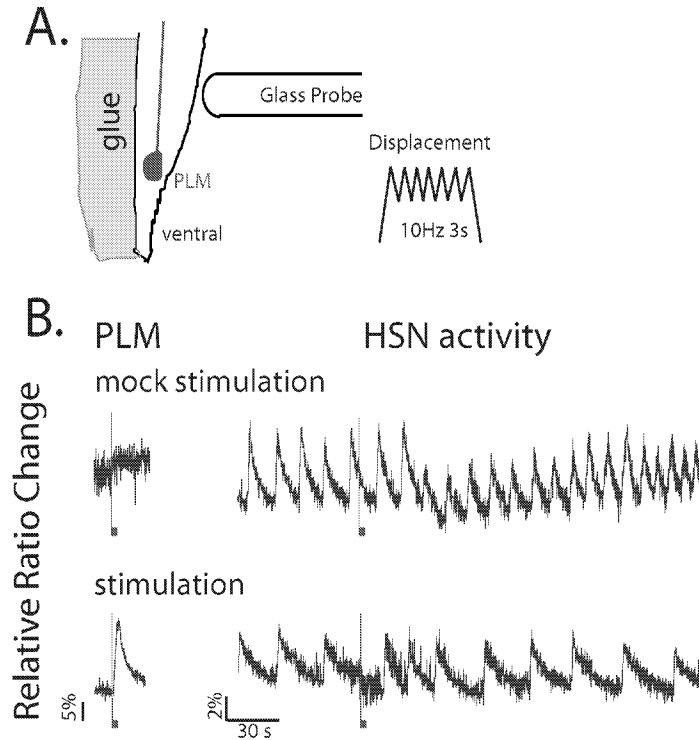 A.
glue
Glass Probe
PLM
ventral
Displacement
10Hz 3s
B.
PLM
HSN activity
mock stimulation
Relative Ratio Change
stimulation
5%
2%
30 s